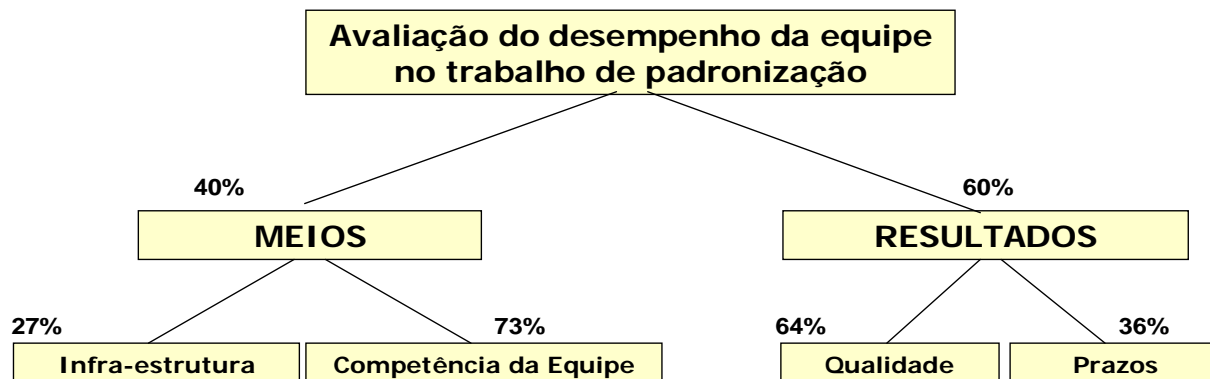 Avaliação do desempenho da equipe
no trabalho de padronização
40%
60%
MEIOS
RESULTADOS
27%
73%
64%
36%
Infra-estrutura
Competência da Equipe
Qualidade
Prazos